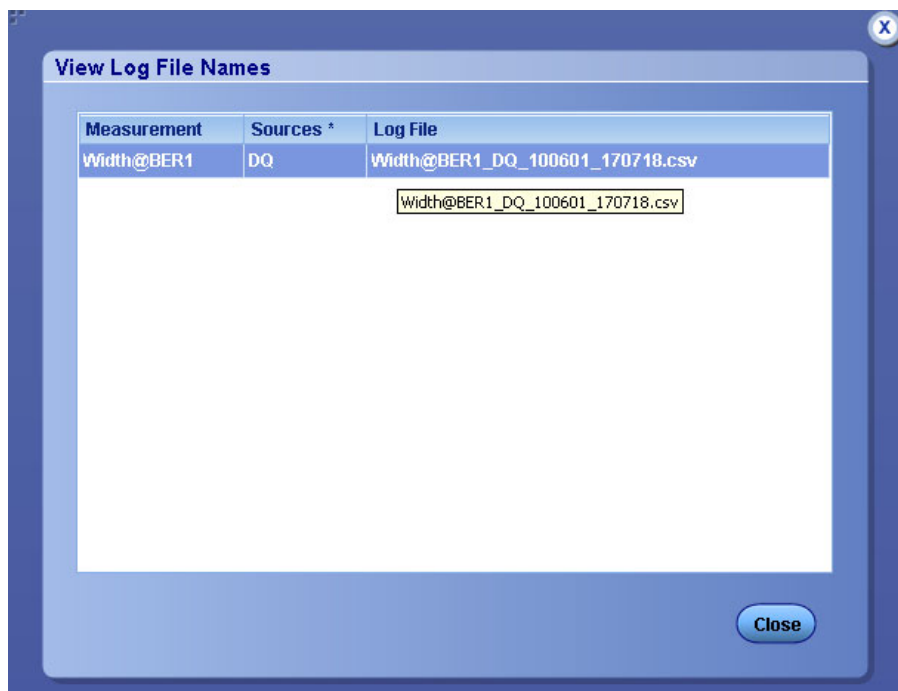 X
View Log File Names
Measurement Sources * Log File
Width@BER1 DQ Width@BER1_DQ_100601_170718.csv
Width@BER1_DQ_100601_170718.csv
Close